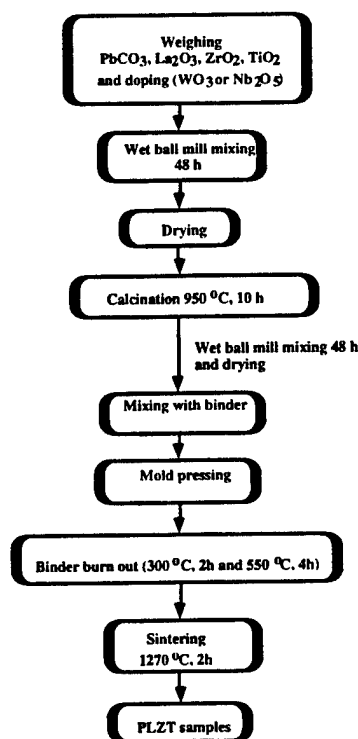 Weighing
PbCO₃, La₂O₃, ZrO₂, TiO₂
and doping (WO₃ or Nb₂O₅)
Wet ball mill mixing
48 h
Drying
Calcination 950 °C, 10 h
Wet ball mill mixing 48 h
and drying
Mixing with binder
Mold pressing
Binder burn out (300 °C, 2h and 550 °C, 4h)
Sintering
1270 °C, 2h
PLZT samples